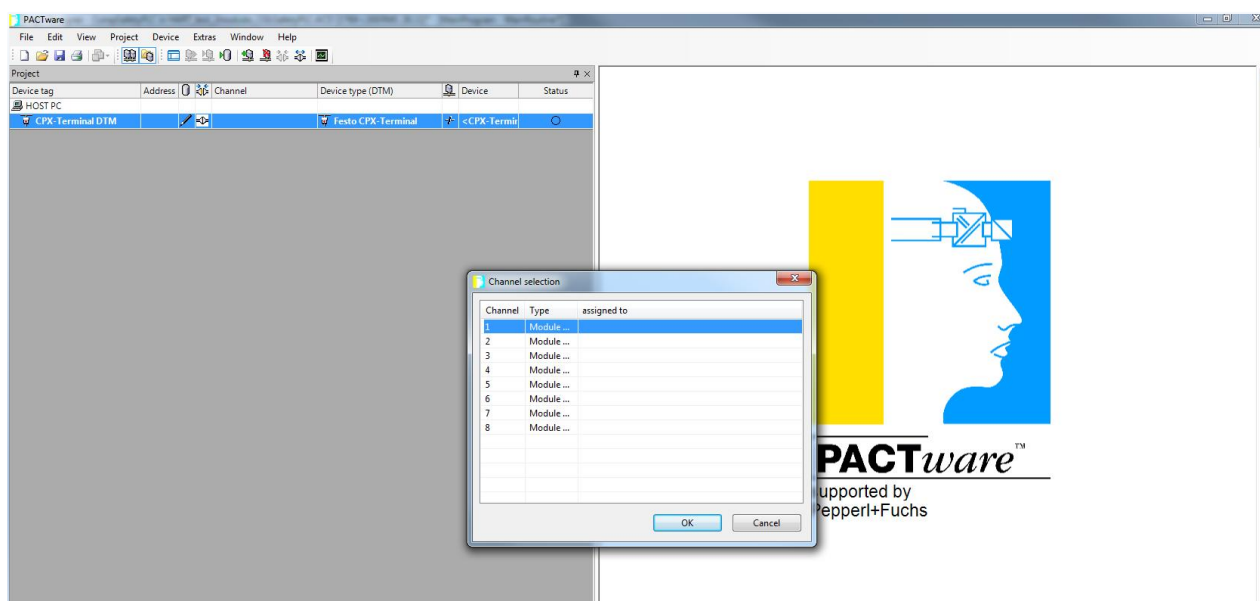 PACTware
File Edit View Project Device Extras Window Help
Project
Device tag Address Channel Device type (DTM) Device Status
HOST PC
CPX-Terminal DTM Festo CPX-Terminal <CPX-Termir
Channel selection
Channel Type assigned to
1 Module ...
2 Module ...
3 Module ...
4 Module ...
5 Module ...
6 Module ...
7 Module ...
8 Module ...
OK Cancel
PACTware™
upported by
Pepperl+Fuchs